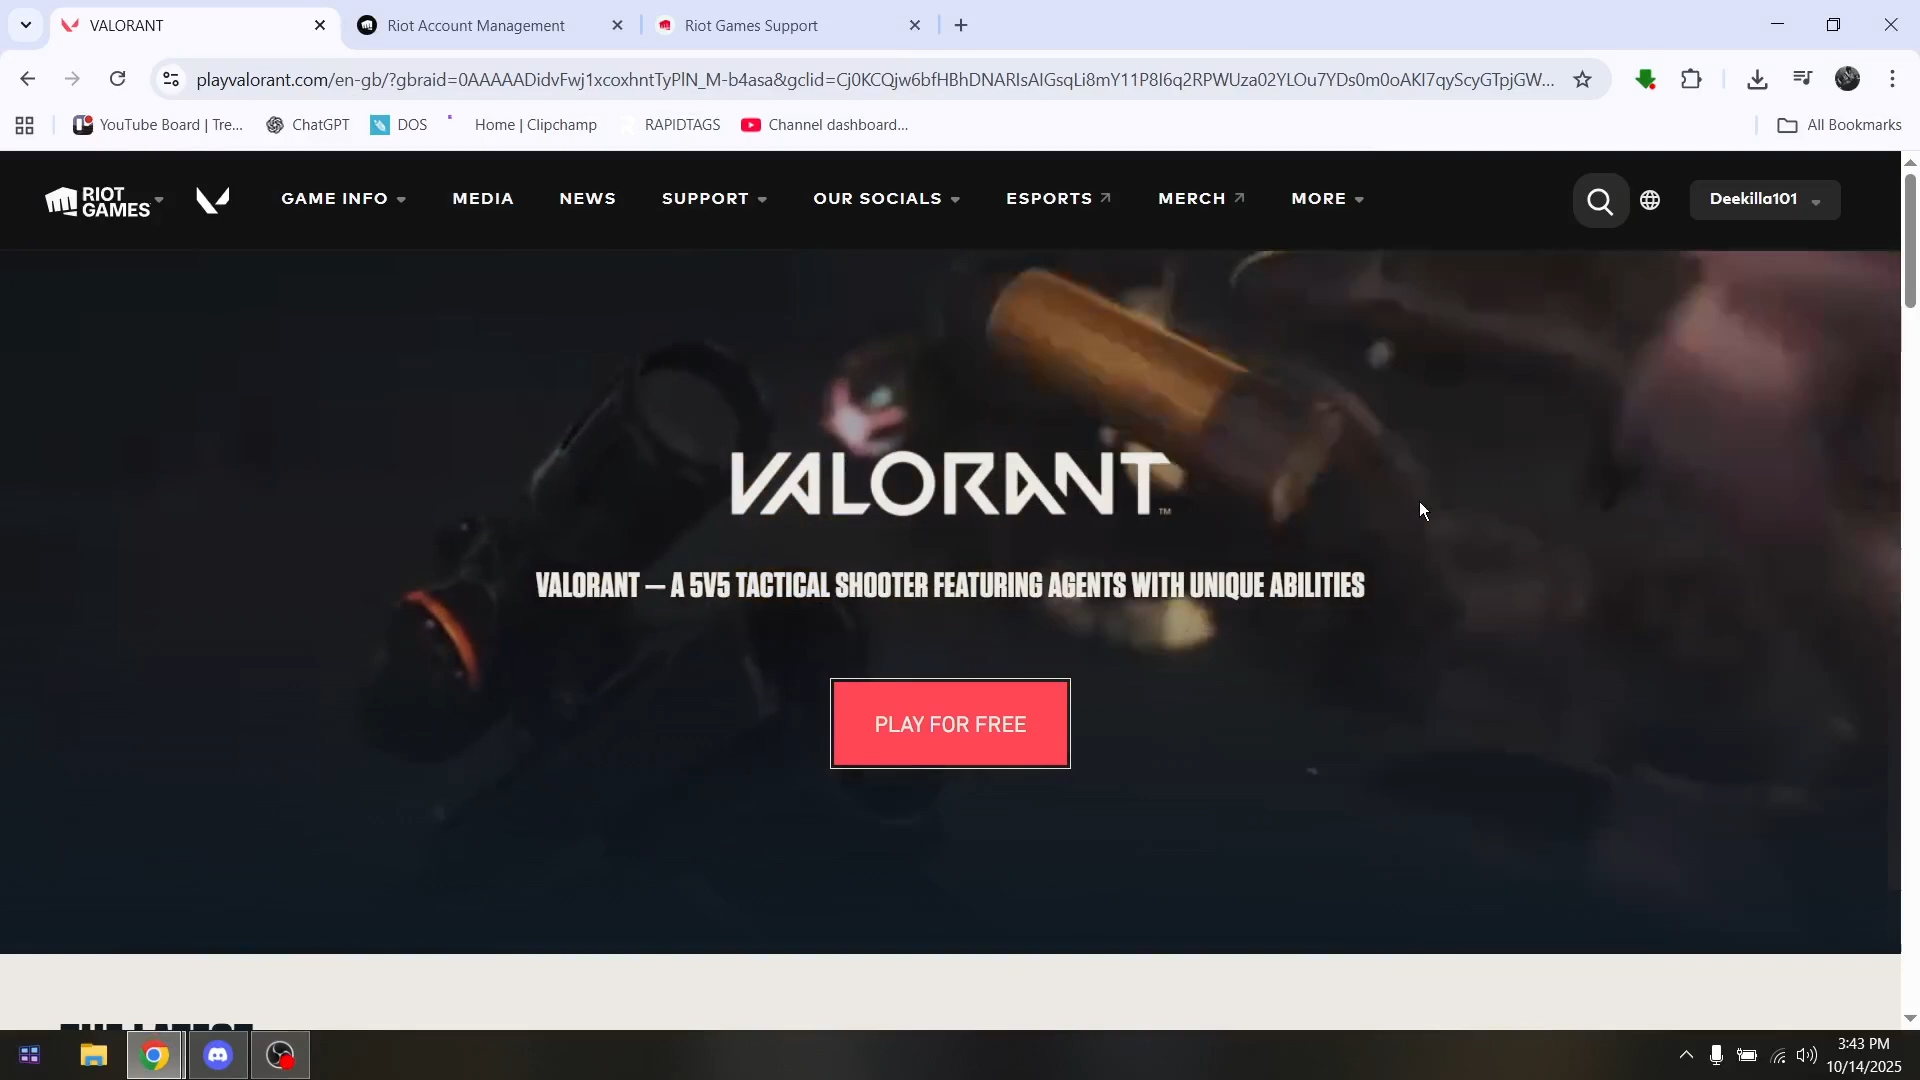 VALORANT
Riot Account Management
Riot Games Support
playvalorant.com/en-gb/?gbraid=0AAAAADidvFwj1xcoxhntTyPlN_M-b4asa&gclid=Cj0KCQjw6bfHBhDNARIsAIGsqLi8mY11P8I6q2RPWUza02YLOu7YDs0m0oAKI7qyScyGTpjGW...
YouTube Board | Tre...
ChatGPT
DOS
Home | Clipchamp
RAPIDTAGS
Channel dashboard...
All Bookmarks
RIOT
GAMES
GAME INFO
MEDIA
NEWS
SUPPORT
OUR SOCIALS
ESPORTS
MERCH
MORE
Deekilla101
VALORANT™
VALORANT — A 5V5 TACTICAL SHOOTER FEATURING AGENTS WITH UNIQUE ABILITIES
PLAY FOR FREE
THE LATEST
3:43 PM
10/14/2025